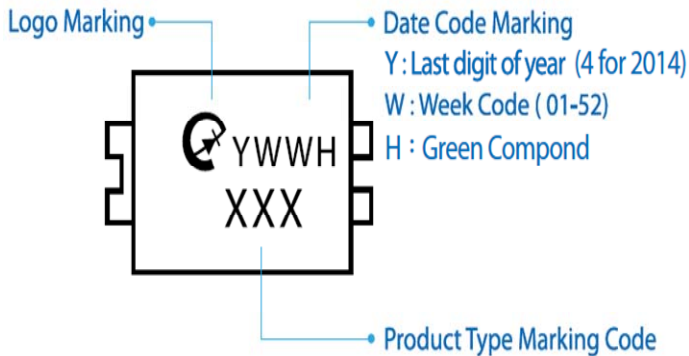 Logo Marking
Date Code Marking
Y : Last digit of year (4 for 2014)
W : Week Code ( 01-52)
H : Green Compond
YWWH
XXX
Product Type Marking Code